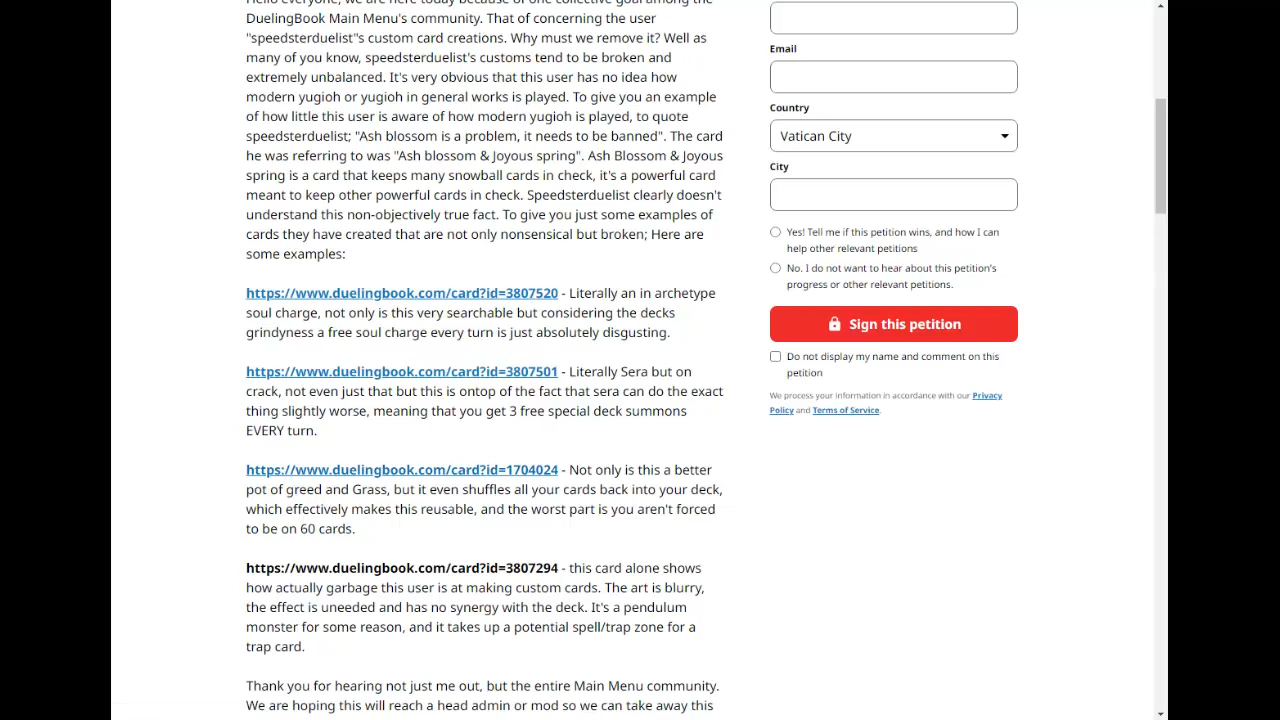 Hello everyone, we are here today because of one collective goal among the
DuelingBook Main Menu's community. That of concerning the user
"speedsterduelist"s custom card creations. Why must we remove it? Well as
many of you know, speedsterduelist's customs tend to be broken and
extremely unbalanced. It's very obvious that this user has no idea how
modern yugioh or yugioh in general works is played. To give you an example
of how little this user is aware of how modern yugioh is played, to quote
speedsterduelist; "Ash blossom is a problem, it needs to be banned". The card
he was referring to was "Ash blossom & Joyous spring". Ash Blossom & Joyous
spring is a card that keeps many snowball cards in check, it's a powerful card
meant to keep other powerful cards in check. Speedsterduelist clearly doesn't
understand this non-objectively true fact. To give you just some examples of
cards they have created that are not only nonsensical but broken; Here are
some examples:
https://www.duelingbook.com/card?id=3807520 - Literally an in archetype
soul charge, not only is this very searchable but considering the decks
grindyness a free soul charge every turn is just absolutely disgusting.
https://www.duelingbook.com/card?id=3807501 - Literally Sera but on
crack, not even just that but this is ontop of the fact that sera can do the exact
thing slightly worse, meaning that you get 3 free special deck summons
EVERY turn.
https://www.duelingbook.com/card?id=1704024 - Not only is this a better
pot of greed and Grass, but it even shuffles all your cards back into your deck,
which effectively makes this reusable, and the worst part is you aren't forced
to be on 60 cards.
https://www.duelingbook.com/card?id=3807294 - this card alone shows
how actually garbage this user is at making custom cards. The art is blurry,
the effect is uneeded and has no synergy with the deck. It's a pendulum
monster for some reason, and it takes up a potential spell/trap zone for a
trap card.
Thank you for hearing not just me out, but the entire Main Menu community.
We are hoping this will reach a head admin or mod so we can take away this
Email
Country
Vatican City
City
Yes! Tell me if this petition wins, and how I can
help other relevant petitions
No. I do not want to hear about this petition's
progress or other relevant petitions.
Sign this petition
Do not display my name and comment on this
petition
We process your information in accordance with our Privacy
Policy and Terms of Service.